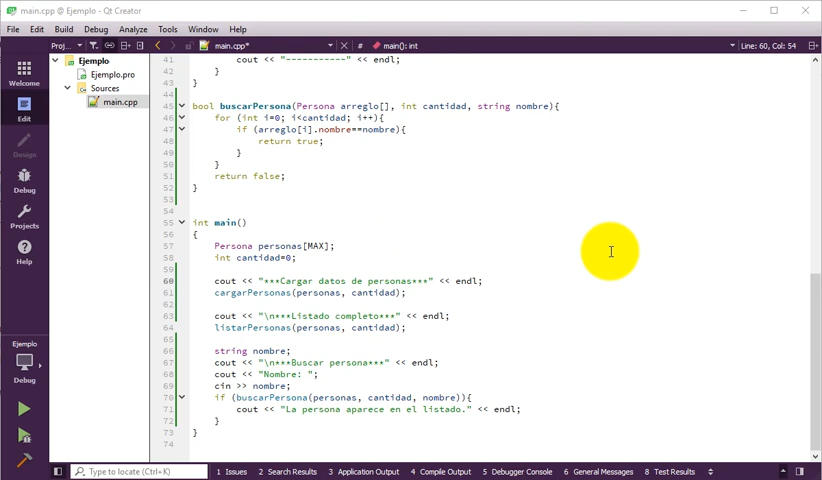 main.cpp @ Ejemplo - Qt Creator
File Edit Build Debug Analyze Tools Window Help
Proj... main.cpp* # main(): int Line: 60, Col: 54
Welcome
Edit
Design
Debug
Projects
Help
Ejemplo
Debug
Ejemplo
Ejemplo.pro
Sources
main.cpp
41 cout << "-----------" << endl;
42 }
43 }
44
45 bool buscarPersona(Persona arreglo[], int cantidad, string nombre){
46 for (int i=0; i<cantidad; i++){
47 if (arreglo[i].nombre==nombre){
48 return true;
49 }
50 }
51 return false;
52 }
53
54
55 int main()
56 {
57 Persona personas[MAX];
58 int cantidad=0;
59
60 cout << "***Cargar datos de personas***" << endl;
61 cargarPersonas(personas, cantidad);
62
63 cout << "\n***Listado completo***" << endl;
64 listarPersonas(personas, cantidad);
65
66 string nombre;
67 cout << "\n***Buscar persona***" << endl;
68 cout << "Nombre: ";
69 cin >> nombre;
70 if (buscarPersona(personas, cantidad, nombre)){
71 cout << "La persona aparece en el listado." << endl;
72 }
73 }
74
Type to locate (Ctrl+K) 1 Issues 2 Search Results 3 Application Output 4 Compile Output 5 Debugger Console 6 General Messages 8 Test Results